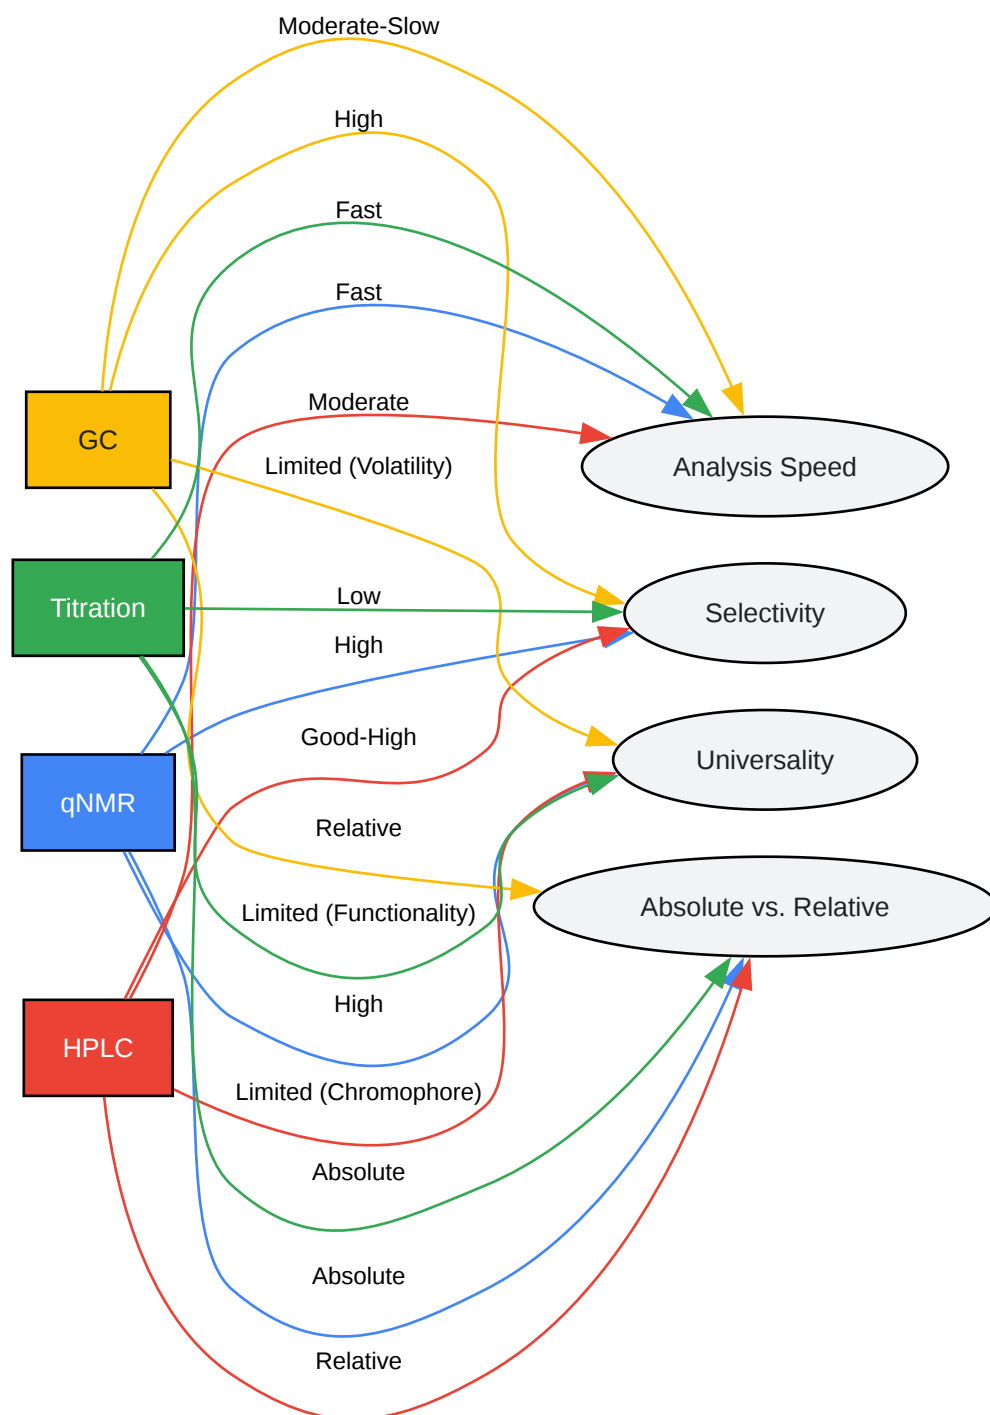 Moderate-Slow
High
Fast
Fast
Moderate
GC
Limited (Volatility)
Analysis Speed
Titration
Low
Selectivity
High
Good-High
Universality
qNMR
Relative
Limited (Functionality)
Absolute vs. Relative
High
HPLC
Limited (Chromophore)
Absolute
Absolute
Relative